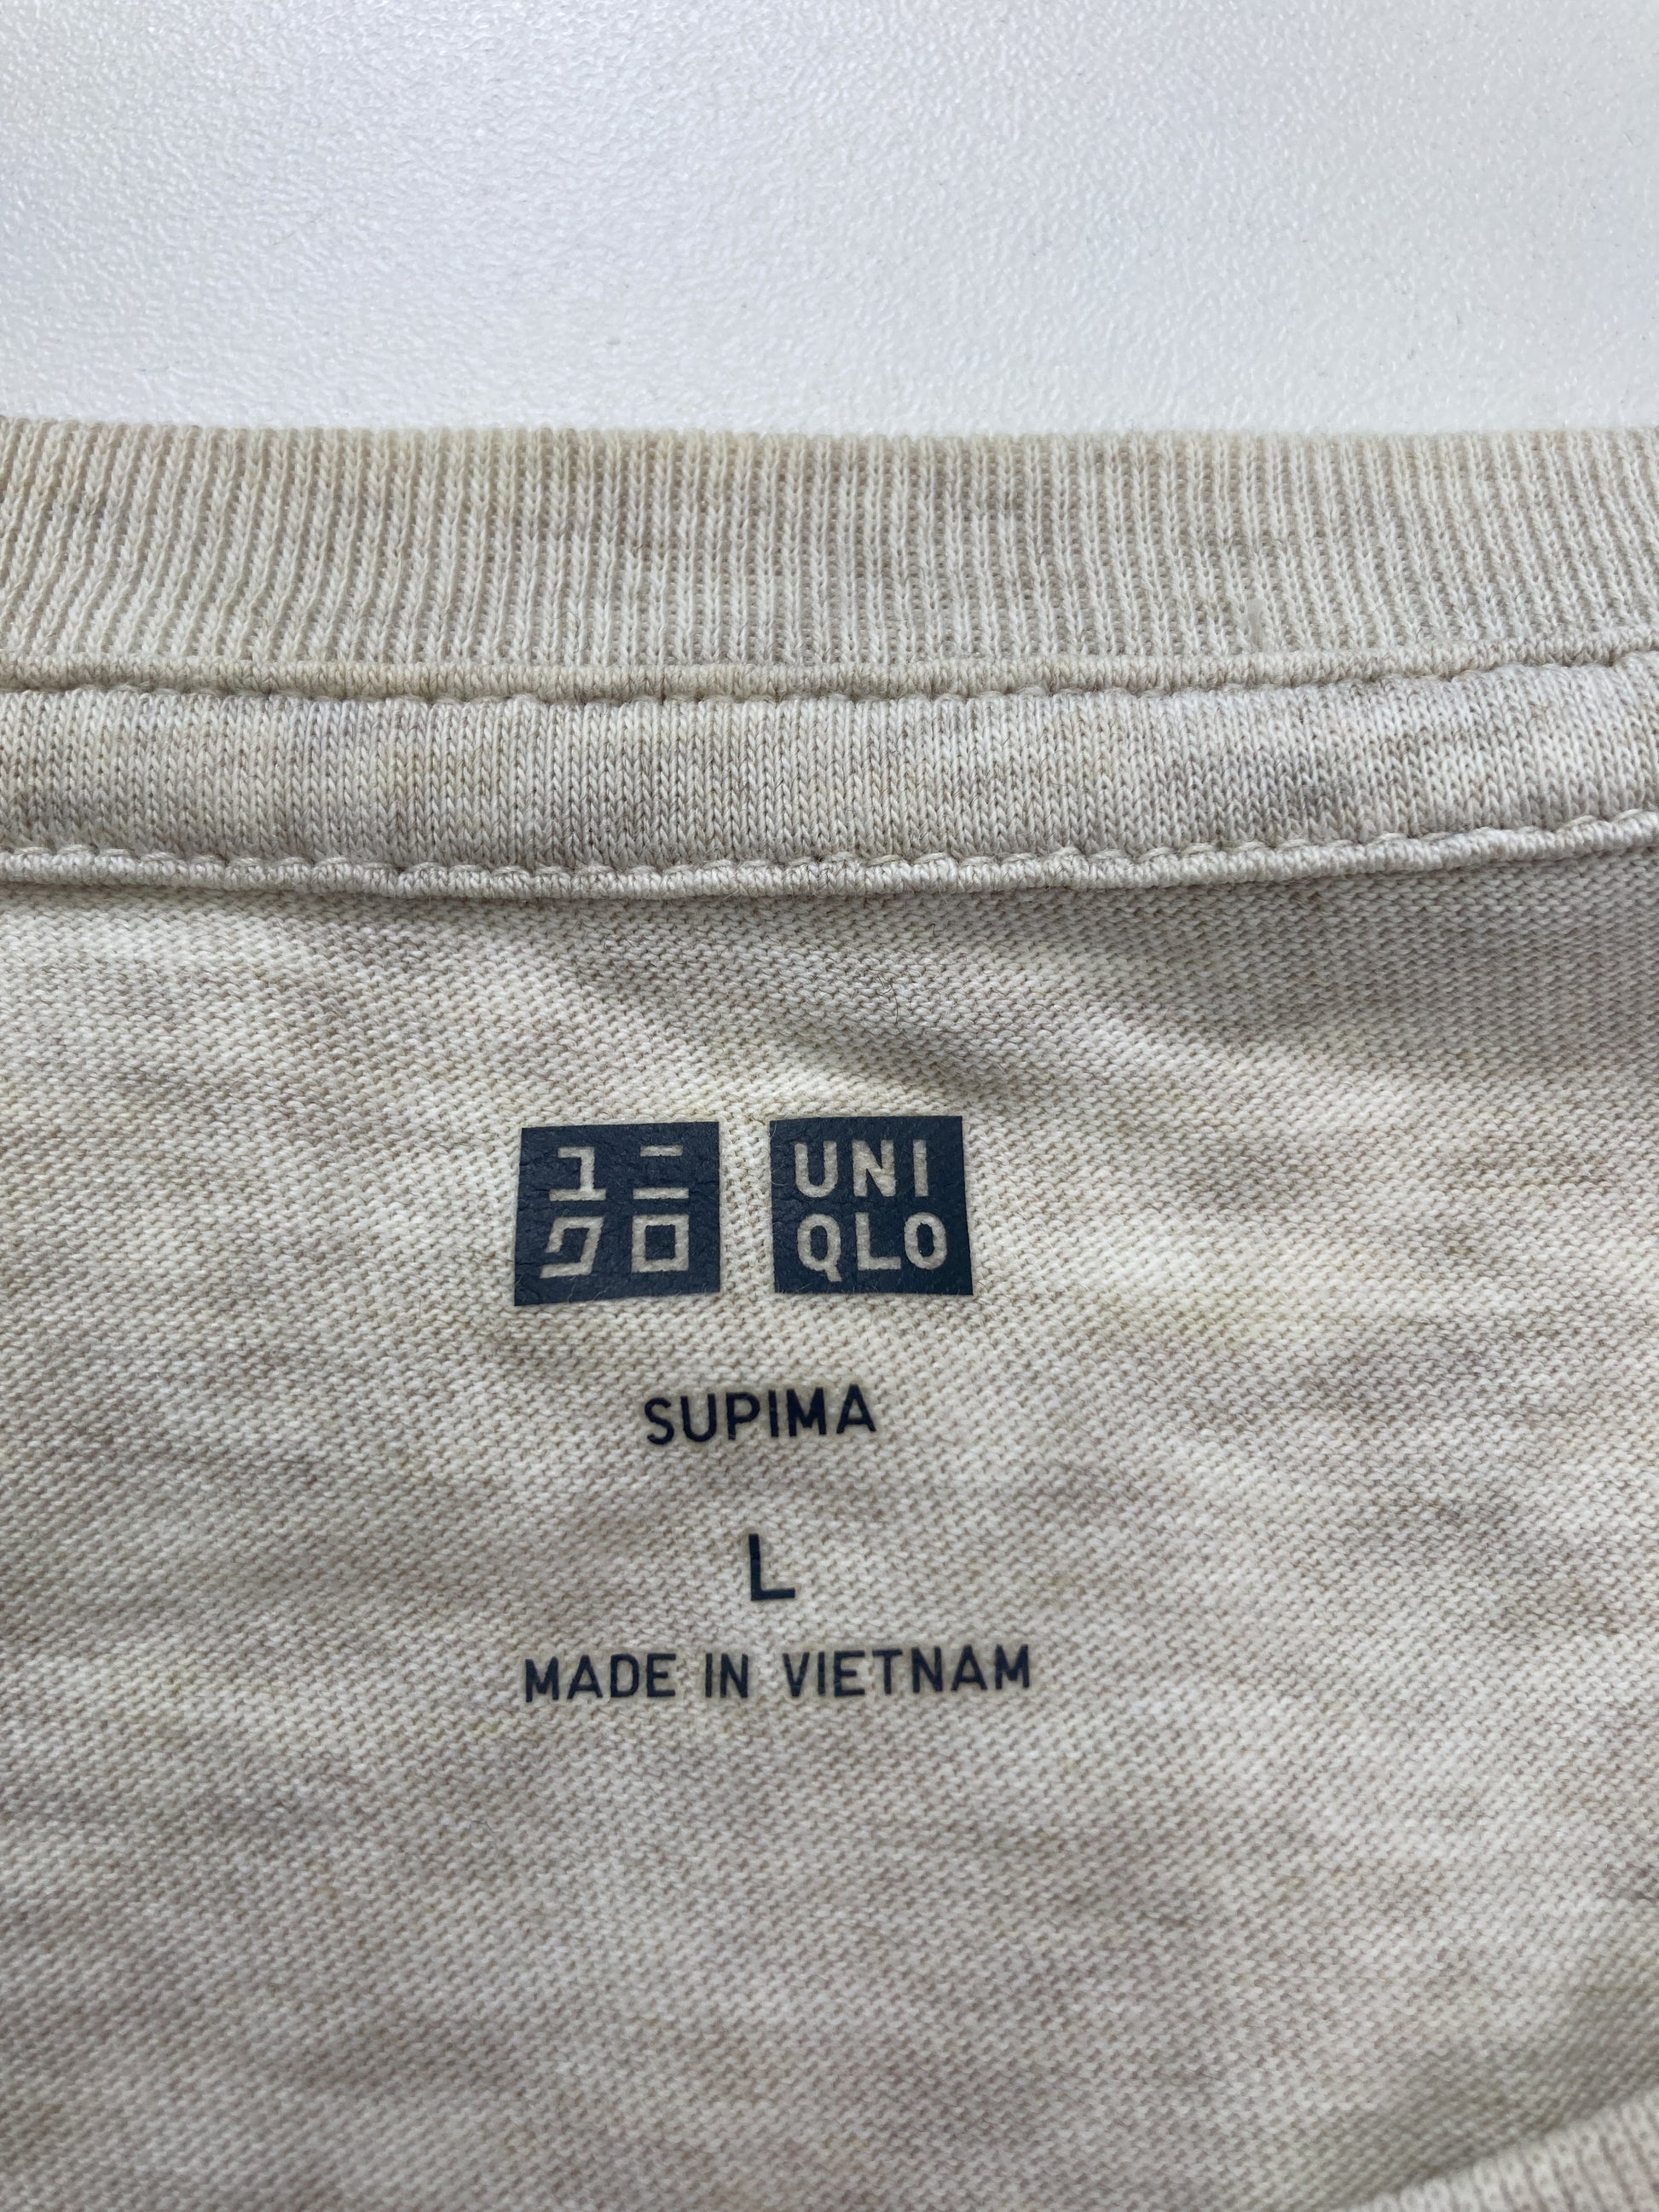 ユニ UNI
クロ QLO
SUPIMA
L
MADE IN VIETNAM